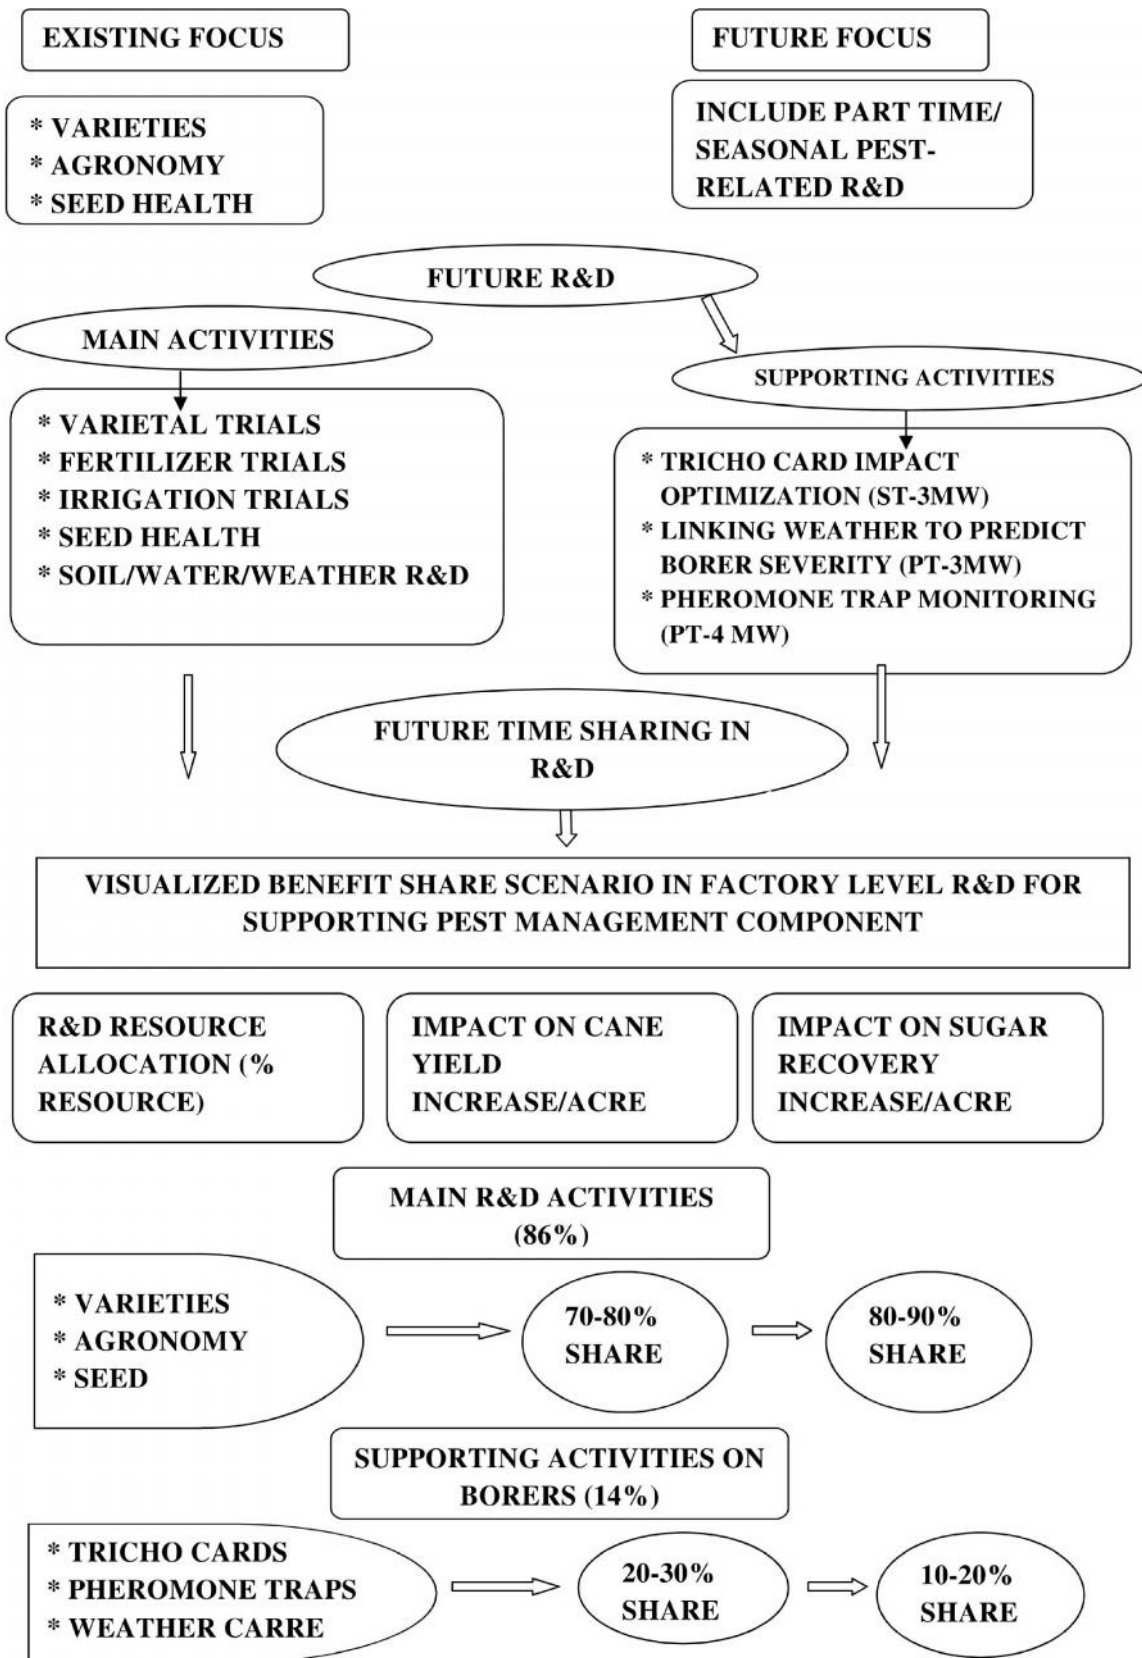 EXISTING FOCUS
FUTURE FOCUS
* VARIETIES
* AGRONOMY
* SEED HEALTH
INCLUDE PART TIME/
SEASONAL PEST-
RELATED R&D
FUTURE R&D
MAIN ACTIVITIES
SUPPORTING ACTIVITIES
* VARIETAL TRIALS
* FERTILIZER TRIALS
* IRRIGATION TRIALS
* SEED HEALTH
* SOIL/WATER/WEATHER R&D
* TRICHO CARD IMPACT
OPTIMIZATION (ST-3MW)
* LINKING WEATHER TO PREDICT
BORER SEVERITY (PT-3MW)
* PHEROMONE TRAP MONITORING
(PT-4 MW)
FUTURE TIME SHARING IN
R&D
VISUALIZED BENEFIT SHARE SCENARIO IN FACTORY LEVEL R&D FOR
SUPPORTING PEST MANAGEMENT COMPONENT
R&D RESOURCE
ALLOCATION (%
RESOURCE)
IMPACT ON CANE
YIELD
INCREASE/ACRE
IMPACT ON SUGAR
RECOVERY
INCREASE/ACRE
MAIN R&D ACTIVITIES
(86%)
* VARIETIES
* AGRONOMY
* SEED
70-80%
SHARE
80-90%
SHARE
SUPPORTING ACTIVITIES ON
BORERS (14%)
* TRICHO CARDS
* PHEROMONE TRAPS
* WEATHER CARRE
20-30%
SHARE
10-20%
SHARE